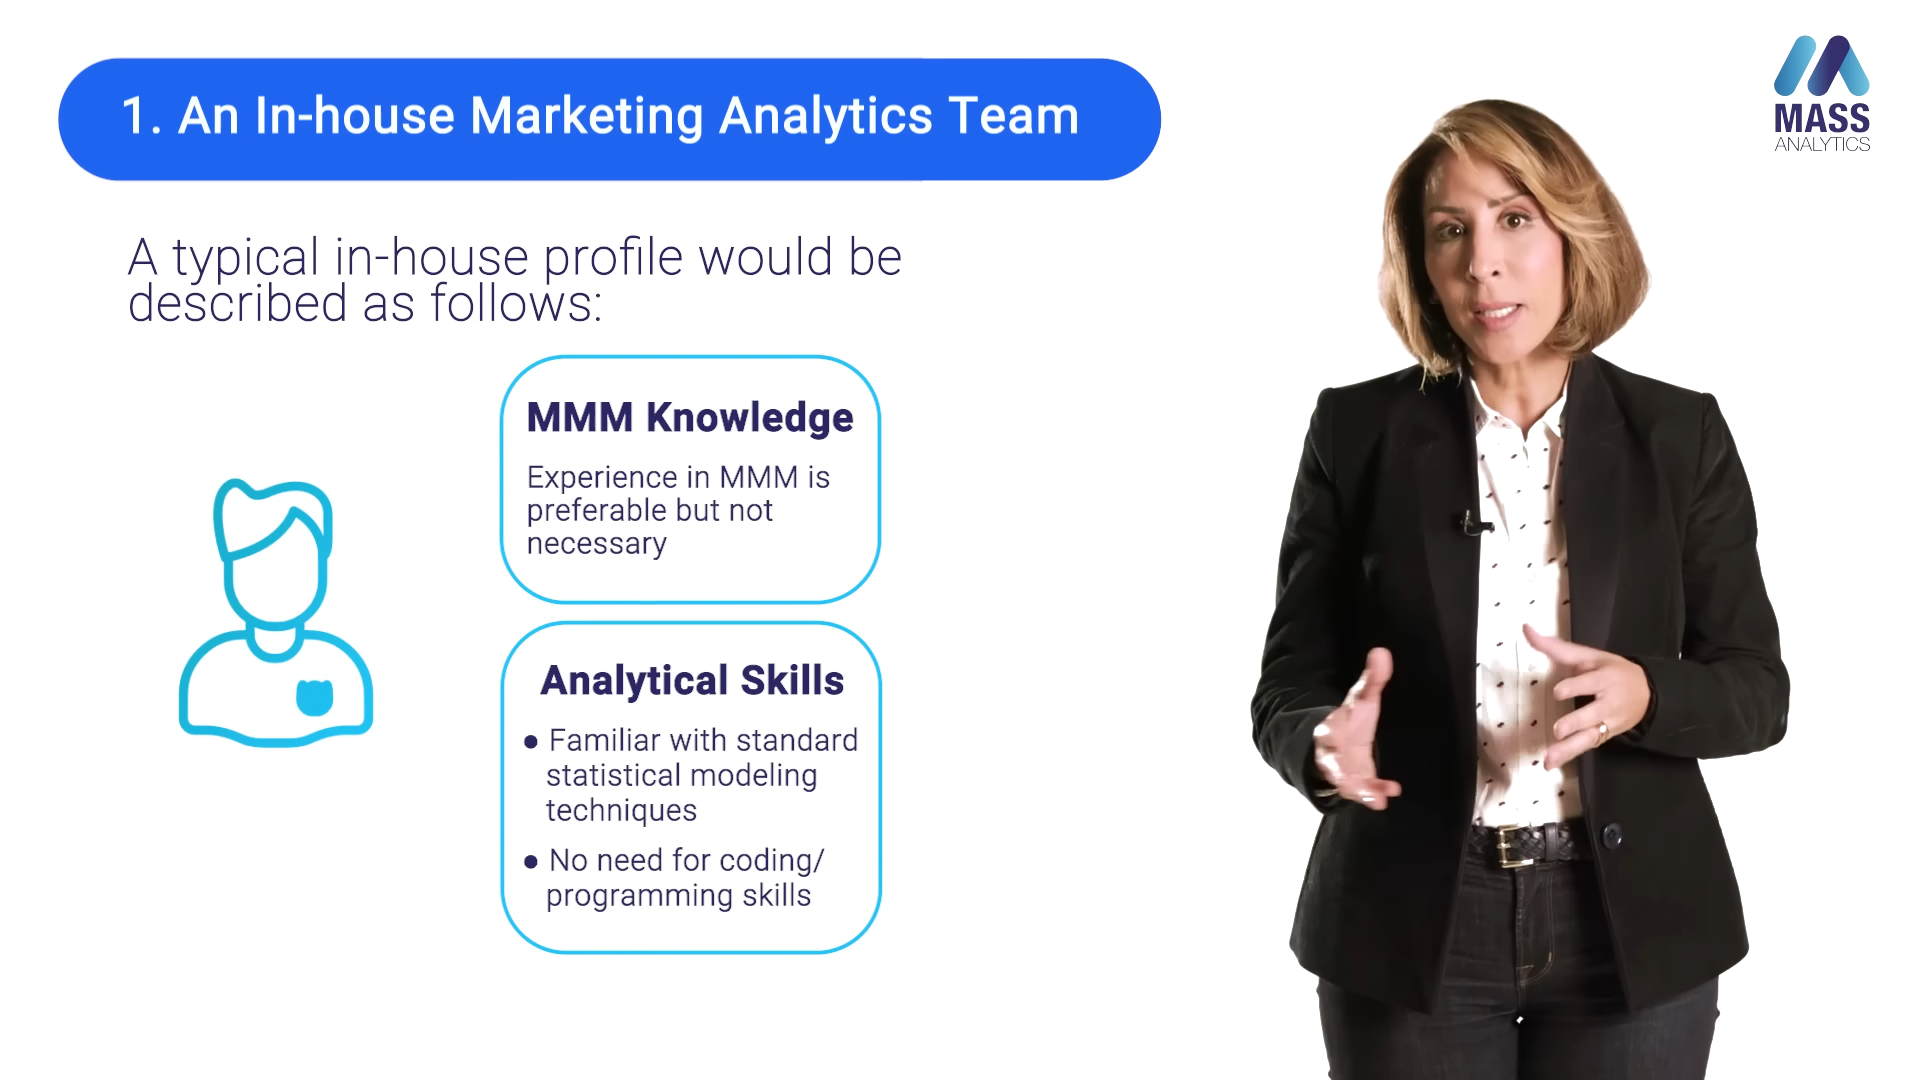 1. An In-house Marketing Analytics Team
MASS
ANALYTICS
A typical in-house profile would be
described as follows:
MMM Knowledge
Experience in MMM is
preferable but not
necessary
Analytical Skills
● Familiar with standard
statistical modeling
techniques
● No need for coding/
programming skills